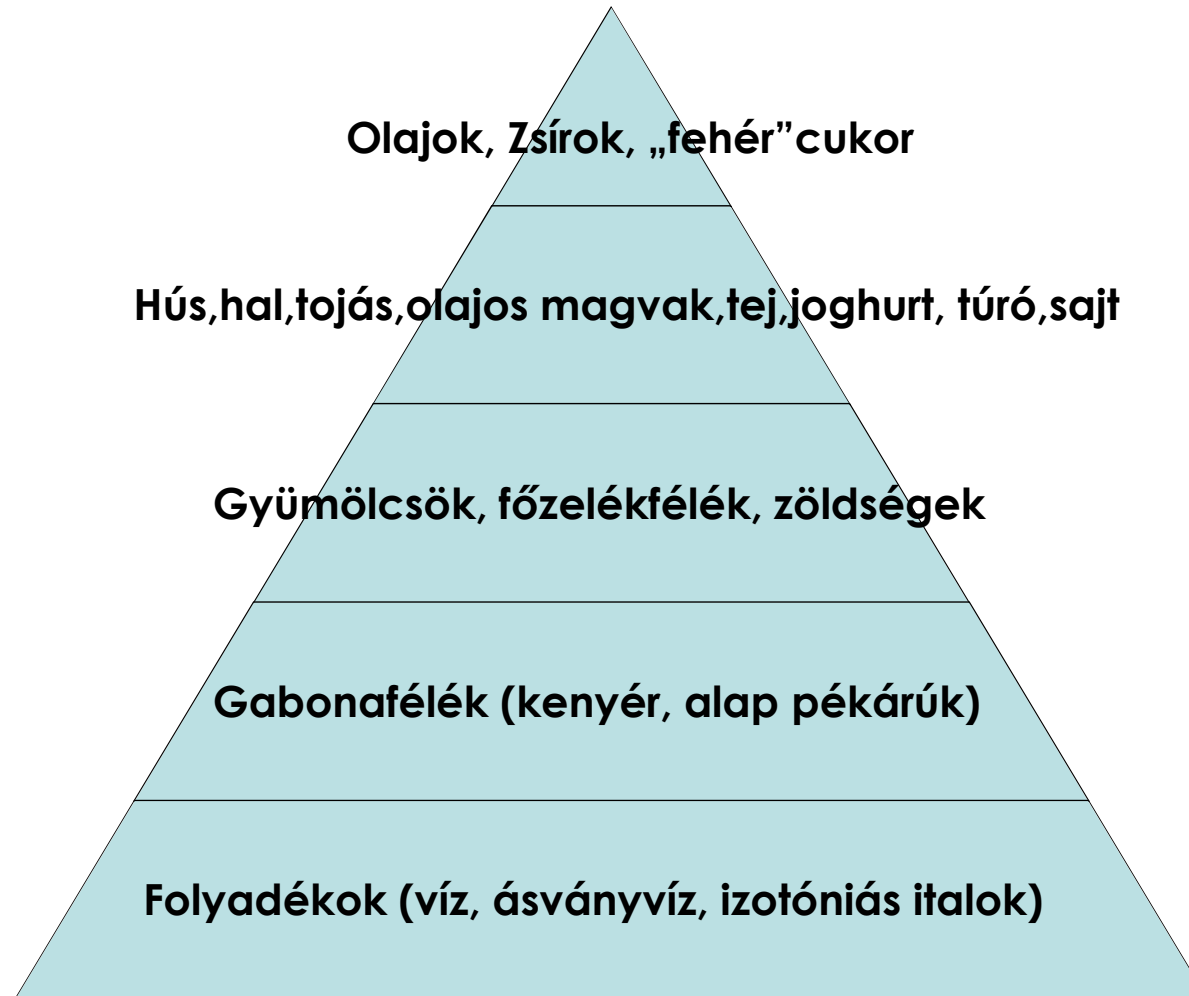 Olajok, Zsírok, „fehér”cukor
Hús,hal,tojás,olajos magvak,tej,joghurt, túró,sajt
Gyümölcsök, főzelékfélék, zöldségek
Gabonafélék (kenyér, alap pékárúk)
Folyadékok (víz, ásványvíz, izotóniás italok)